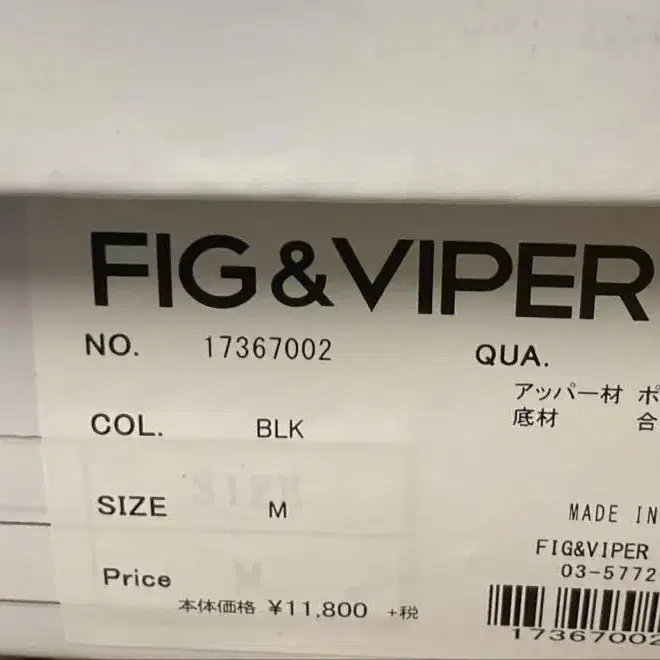 FIG&VIPER
NO. 17367002
QUA.
アッパー材 ポ
底材 合
COL. BLK
SIZE M
MADE IN
FIG&VIPER
03-5772
Price
本体価格 ¥11,800 +税
17367002